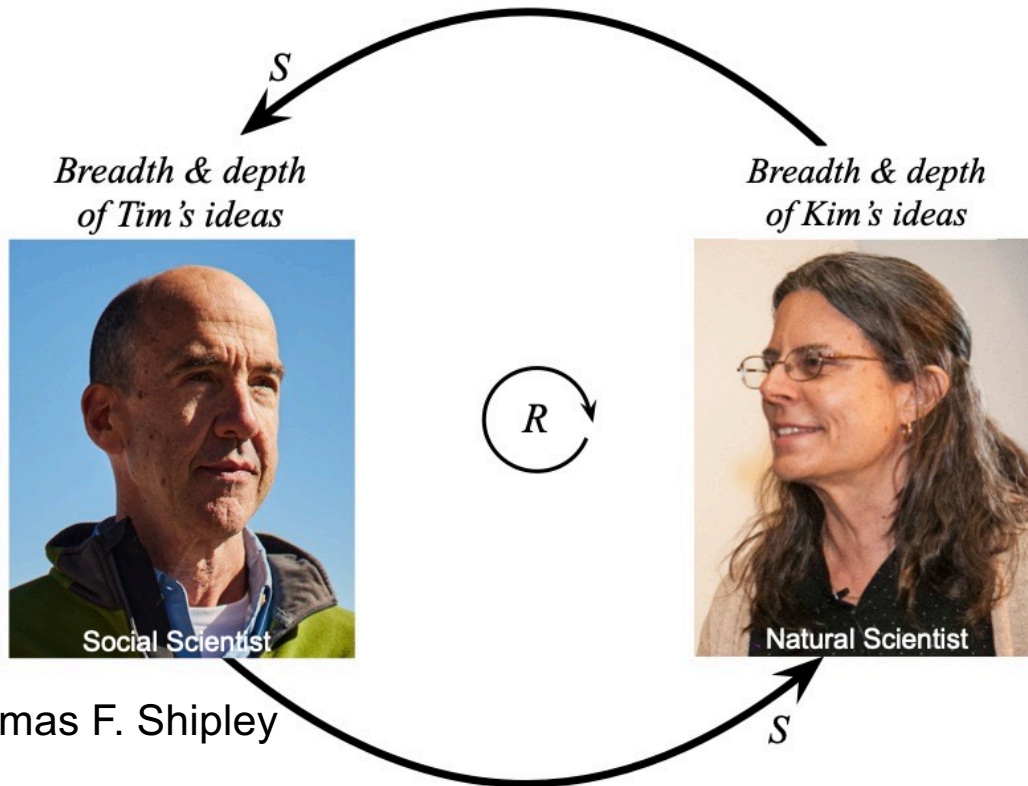 S
Breadth & depth
of Tim's ideas
Breadth & depth
of Kim's ideas
R
Social Scientist
Natural Scientist
mas F. Shipley
S